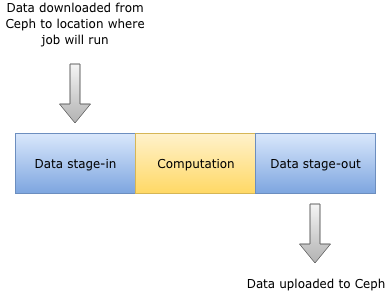 Data downloaded from
Ceph to location where
job will run
Data stage-in
Computation
Data stage-out
Data uploaded to Ceph